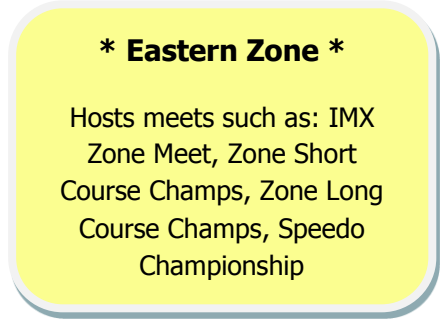 * Eastern Zone *
Hosts meets such as: IMX
Zone Meet, Zone Short
Course Champs, Zone Long
Course Champs, Speedo
Championship